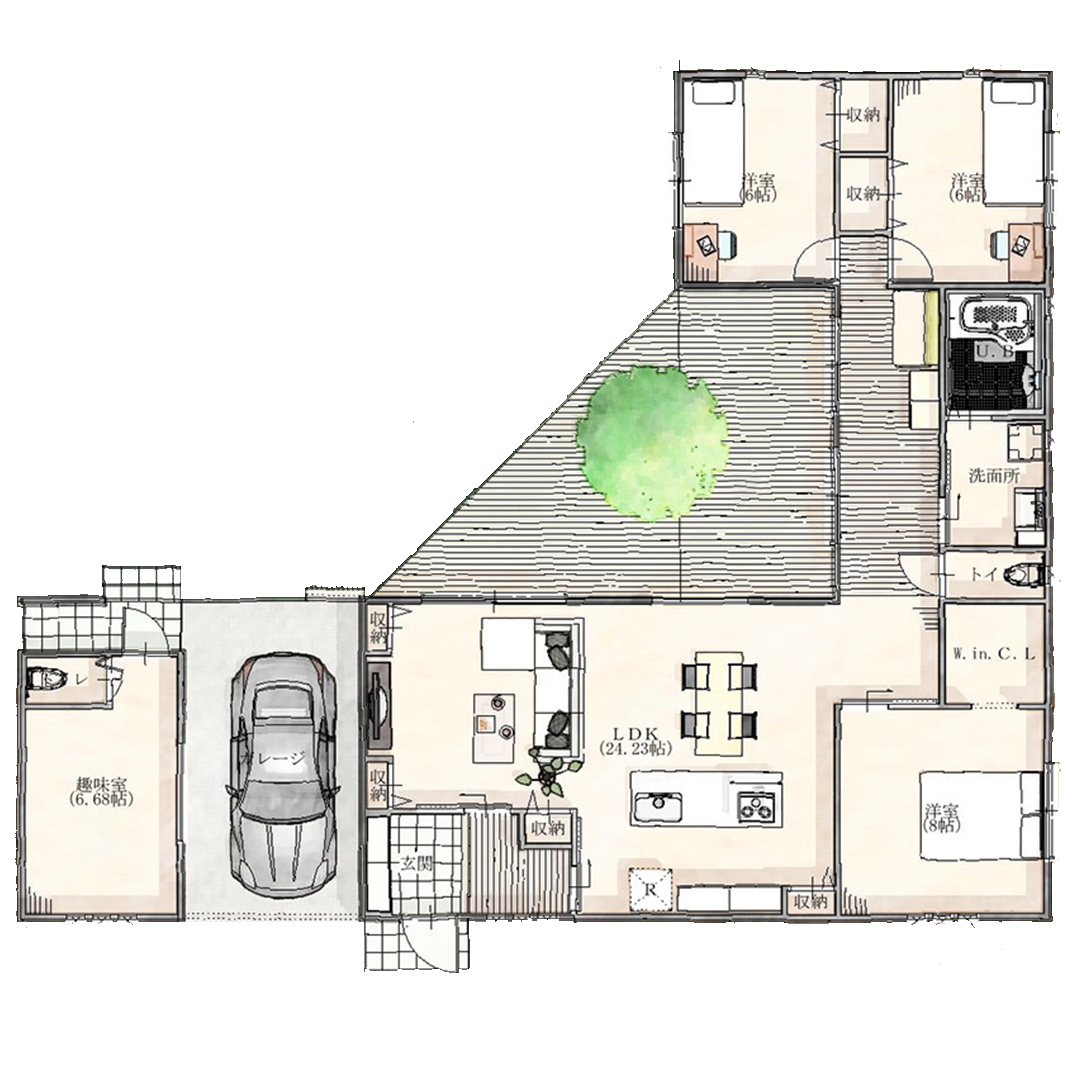 収納
洋室
(6帖)
収納
洋室
(6帖)
U.B
洗面所
トイ
収納
W.in.C.L
レ
LDK
(24.23帖)
ガレージ
趣味室
(6.68帖)
収納
洋室
(8帖)
収納
玄関
R
収納